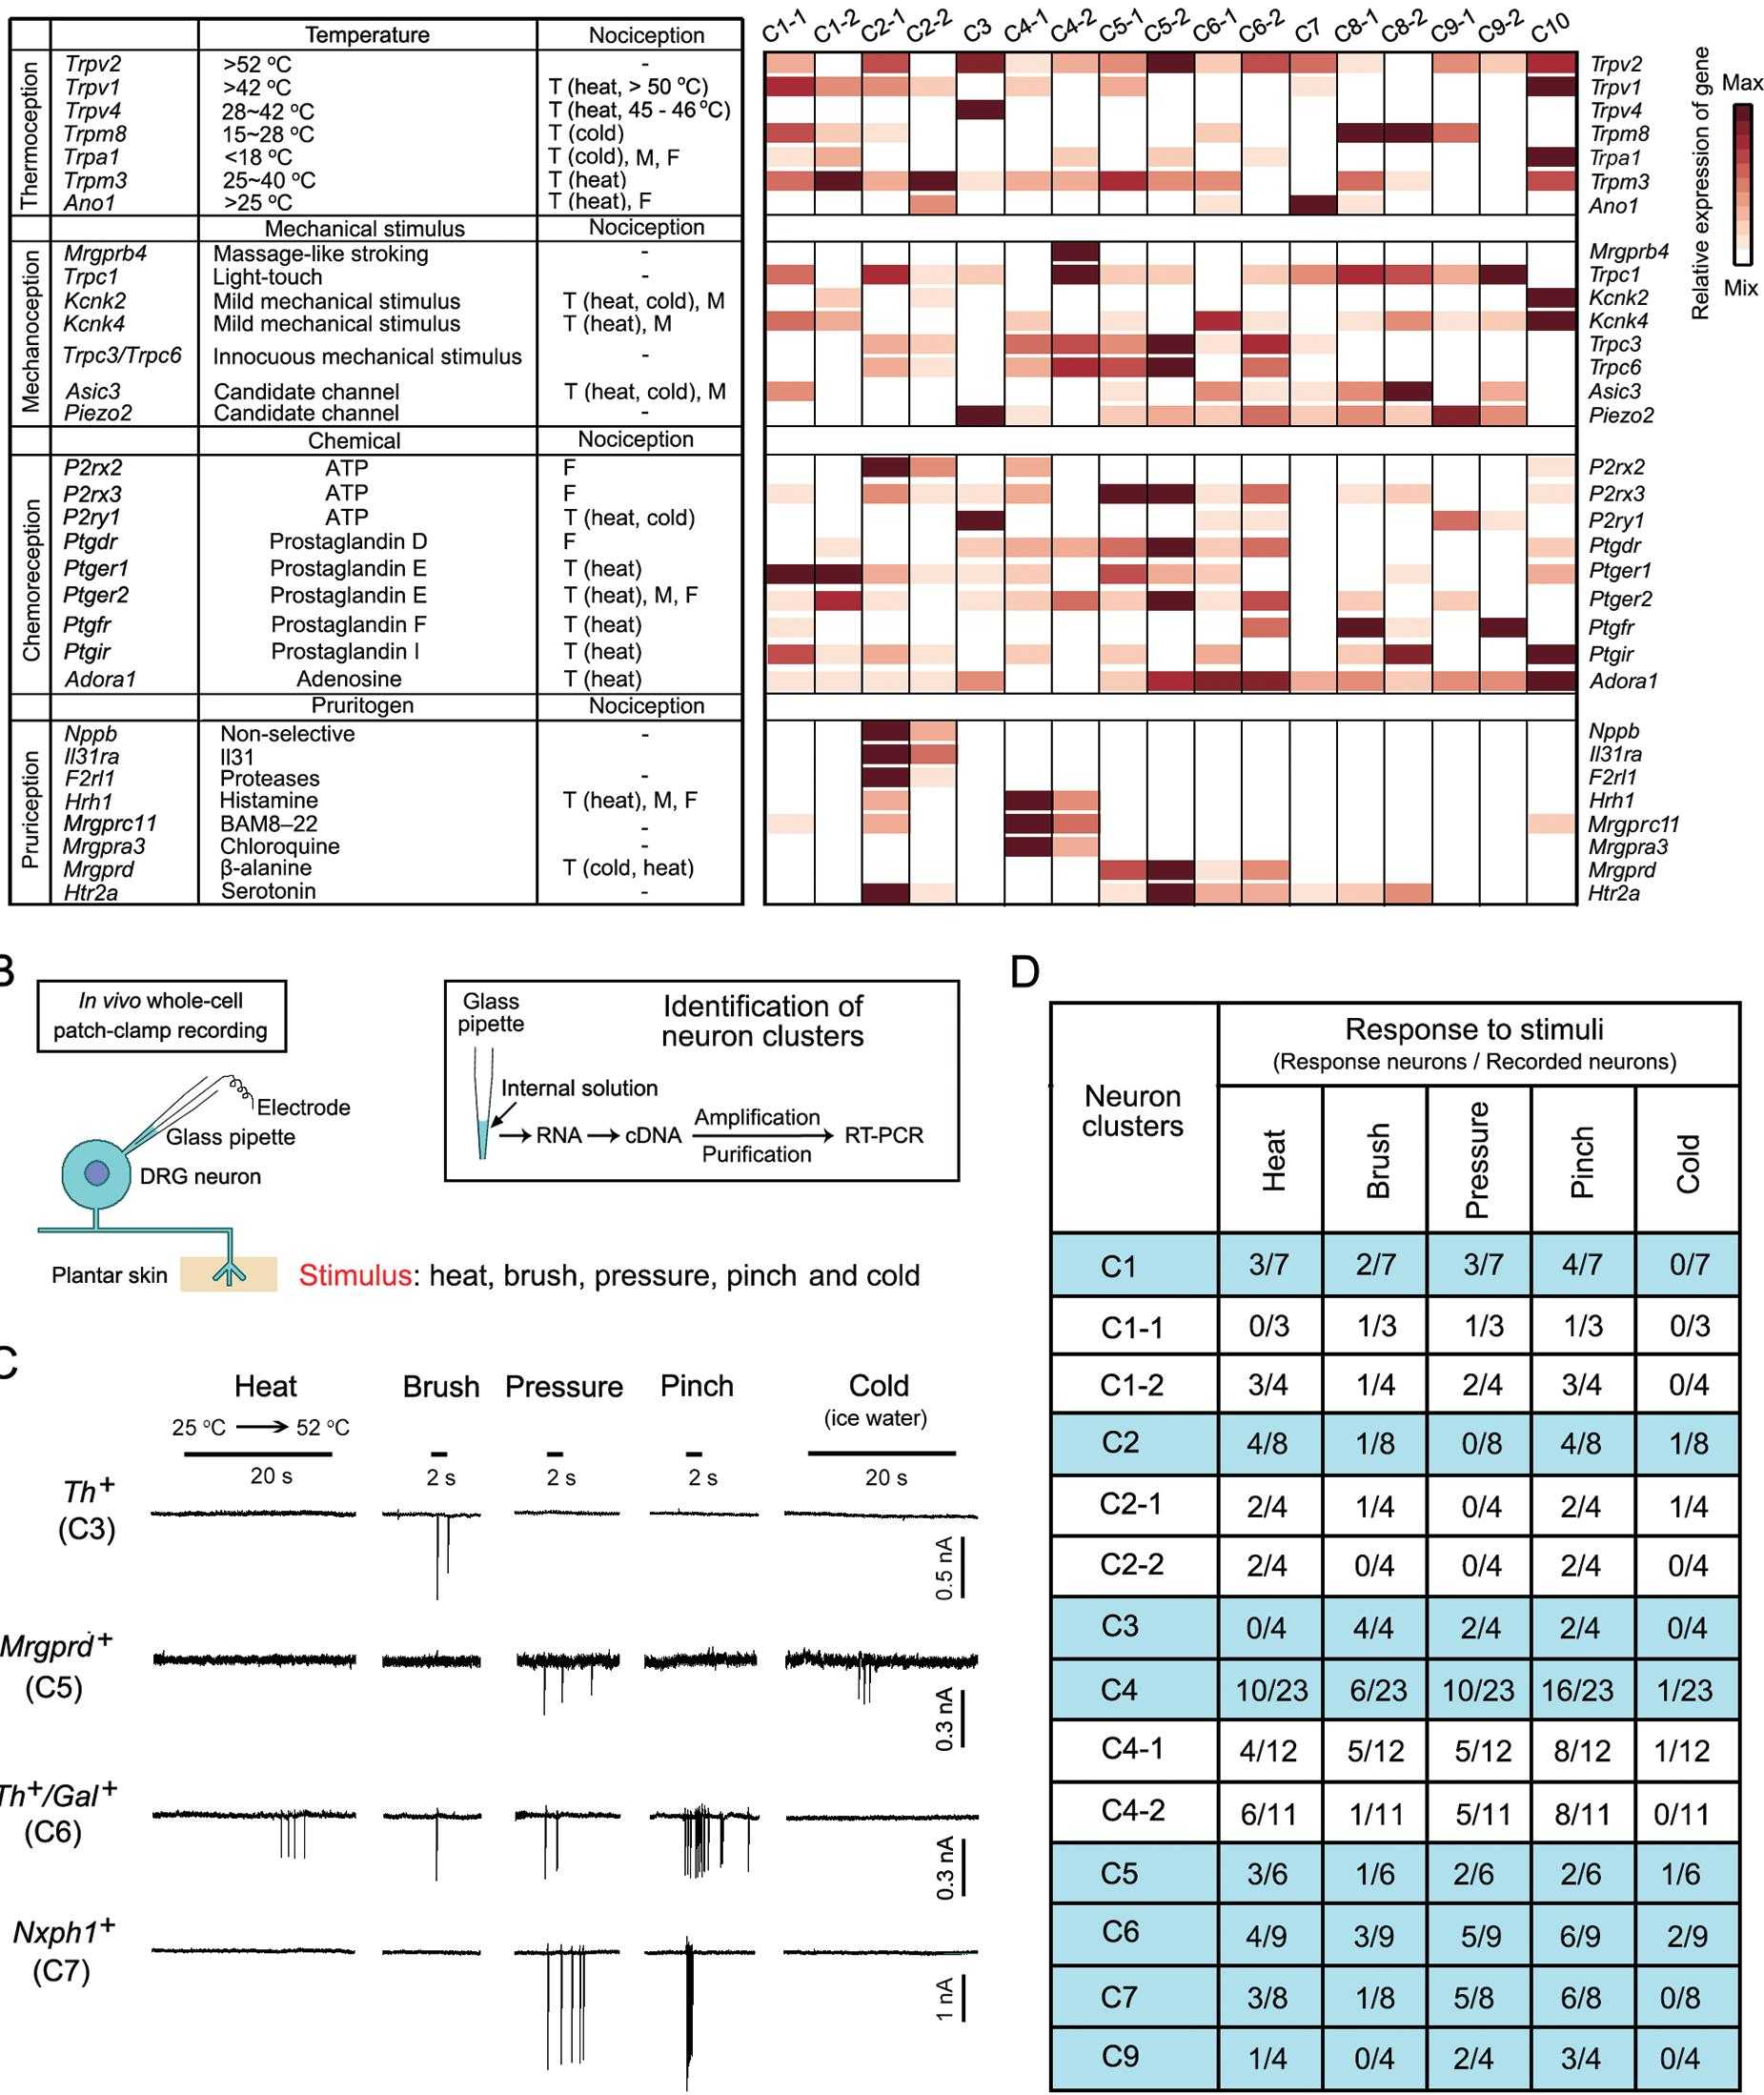 C1-1 C1-2 C2-1 C2-2 C3 C4-1 C4-2 C5-1 C5-2 C6-1 C6-2 C7 C8-1 C8-2 C9-1 C9-2 C10
Thermoception
Temperature Nociception
Trpv2 >52 ºC - Trpv2
Trpv1 >42 ºC T (heat, > 50 ºC) Trpv1
Trpv4 28~42 ºC T (heat, 45 - 46 ºC) Trpv4
Trpm8 15~28 ºC T (cold) Trpm8
Trpa1 <18 ºC T (cold), M, F Trpa1
Trpm3 25~40 ºC T (heat) Trpm3
Ano1 >25 ºC T (heat), F Ano1
Mechanoception
Mechanical stimulus Nociception
Mrgprb4 Massage-like stroking - Mrgprb4
Trpc1 Light-touch - Trpc1
Kcnk2 Mild mechanical stimulus T (heat, cold), M Kcnk2
Kcnk4 Mild mechanical stimulus T (heat), M Kcnk4
Trpc3/Trpc6 Innocuous mechanical stimulus - Trpc3
Trpc6
Asic3 Candidate channel T (heat, cold), M Asic3
Piezo2 Candidate channel - Piezo2
Chemoreception
Chemical Nociception
P2rx2 ATP F P2rx2
P2rx3 ATP F P2rx3
P2ry1 ATP T (heat, cold) P2ry1
Ptgdr Prostaglandin D F Ptgdr
Ptger1 Prostaglandin E T (heat) Ptger1
Ptger2 Prostaglandin E T (heat), M, F Ptger2
Ptgfr Prostaglandin F T (heat) Ptgfr
Ptgir Prostaglandin I T (heat) Ptgir
Adora1 Adenosine T (heat) Adora1
Pruriception
Pruritogen Nociception
Nppb Non-selective - Nppb
Il31ra Il31 Il31ra
F2rl1 Proteases - F2rl1
Hrh1 Histamine T (heat), M, F Hrh1
Mrgprc11 BAM8–22 - Mrgprc11
Mrgpra3 Chloroquine - Mrgpra3
Mrgprd β-alanine T (cold, heat) Mrgprd
Htr2a Serotonin - Htr2a
Relative expression of gene
Max
Mix
B
In vivo whole-cell
patch-clamp recording
Electrode
Glass pipette
DRG neuron
Plantar skin
Glass
pipette
Identification of
neuron clusters
Internal solution
RNA cDNA Amplification RT-PCR
Purification
Stimulus: heat, brush, pressure, pinch and cold
C
Heat Brush Pressure Pinch Cold
25 ºC 52 ºC (ice water)
20 s 2 s 2 s 2 s 20 s
Th+
(C3)
0.5 nA
Mrgprd+
(C5)
0.3 nA
Th+/Gal+
(C6)
0.3 nA
Nxph1+
(C7)
1 nA
D
Neuron
clusters
Response to stimuli
(Response neurons / Recorded neurons)
Heat Brush Pressure Pinch Cold
C1 3/7 2/7 3/7 4/7 0/7
C1-1 0/3 1/3 1/3 1/3 0/3
C1-2 3/4 1/4 2/4 3/4 0/4
C2 4/8 1/8 0/8 4/8 1/8
C2-1 2/4 1/4 0/4 2/4 1/4
C2-2 2/4 0/4 0/4 2/4 0/4
C3 0/4 4/4 2/4 2/4 0/4
C4 10/23 6/23 10/23 16/23 1/23
C4-1 4/12 5/12 5/12 8/12 1/12
C4-2 6/11 1/11 5/11 8/11 0/11
C5 3/6 1/6 2/6 2/6 1/6
C6 4/9 3/9 5/9 6/9 2/9
C7 3/8 1/8 5/8 6/8 0/8
C9 1/4 0/4 2/4 3/4 0/4